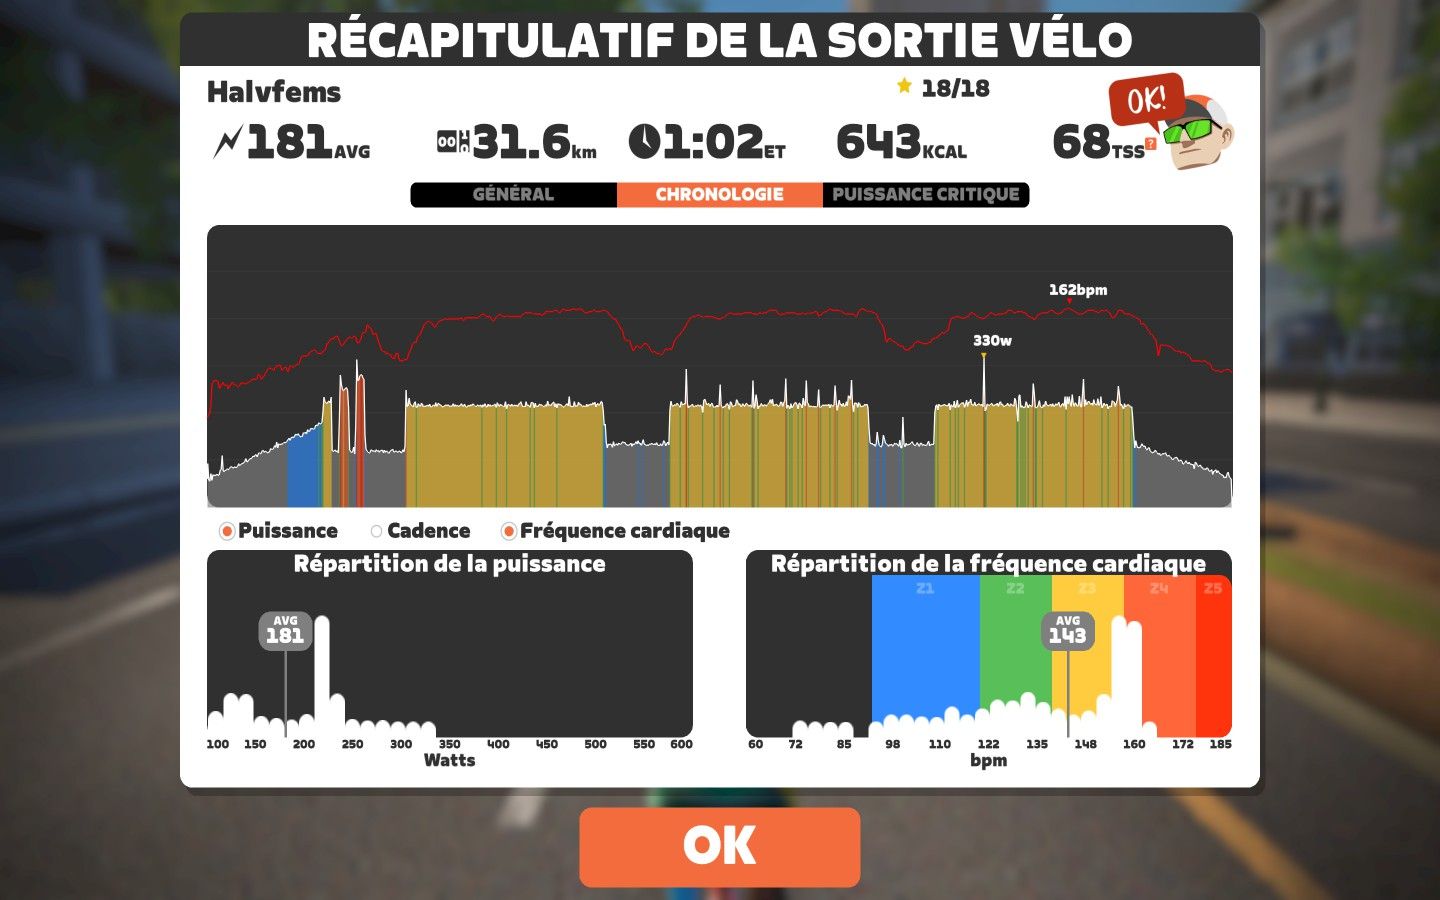 RÉCAPITULATIF DE LA SORTIE VÉLO
Halvfems
18/18
OK!
181AVG
31.6km
1:02ET
643KCAL
68TSS
?
GÉNÉRAL
CHRONOLOGIE
PUISSANCE CRITIQUE
162bpm
330w
Puissance
Cadence
Fréquence cardiaque
Répartition de la puissance
AVG
181
100 150 200 250 300 350 400 450 500 550 600
Watts
Répartition de la fréquence cardiaque
Z1 Z2 Z3 Z4 Z5
AVG
143
60 72 85 98 110 122 135 148 160 172 185
bpm
OK